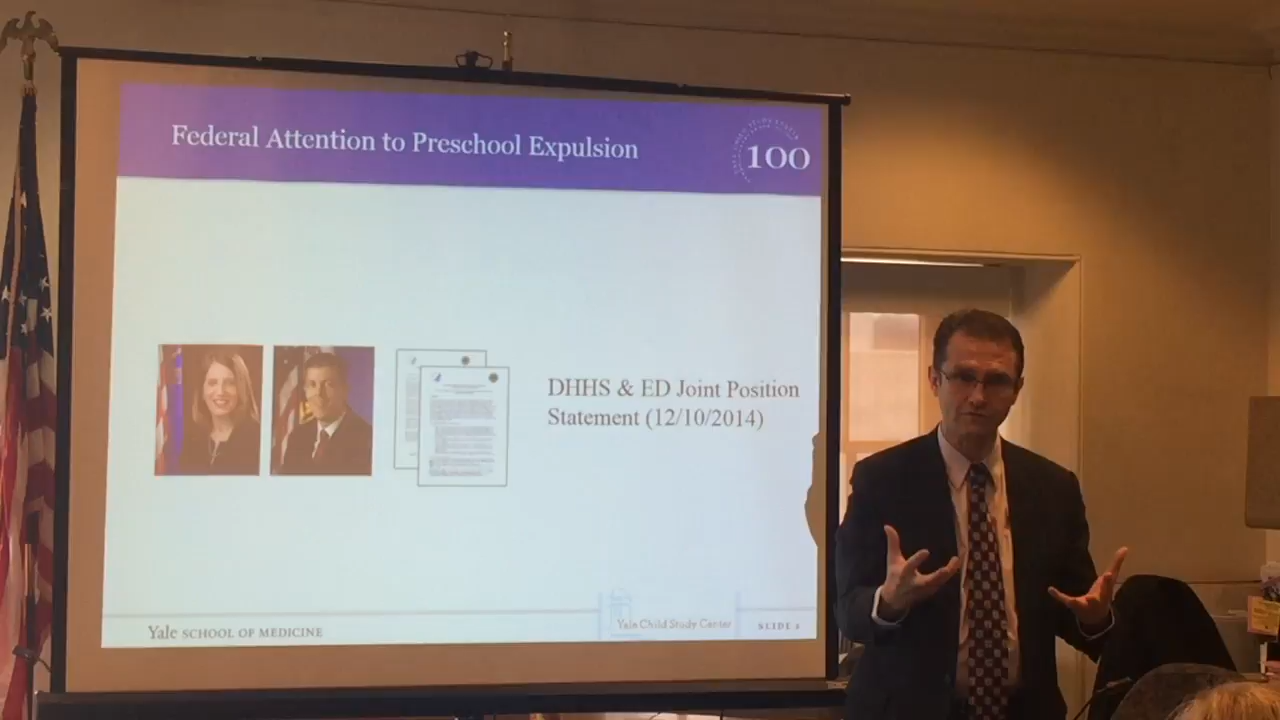 Federal Attention to Preschool Expulsion
100
DHHS & ED Joint Position
Statement (12/10/2014)
Yale SCHOOL OF MEDICINE
Yale Child Study Center
SLIDE